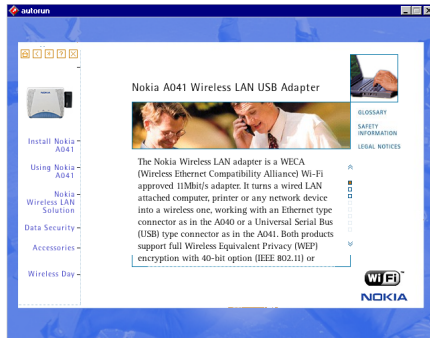 autorun
Nokia A041 Wireless LAN USB Adapter
Install Nokia
A041
Using Nokia
A041
Nokia
Wireless LAN
Solution
Data Security
Accessories
Wireless Day
The Nokia Wireless LAN adapter is a WECA
(Wireless Ethernet Compatibility Alliance) Wi-Fi
approved 11Mbit/s adapter. It turns a wired LAN
attached computer, printer or any network device
into a wireless one, working with an Ethernet type
connector as in the A040 or a Universal Serial Bus
(USB) type connector as in the A041. Both products
support full Wireless Equivalent Privacy (WEP)
encryption with 40-bit option (IEEE 802.11) or
GLOSSARY
SAFETY
INFORMATION
LEGAL NOTICES
Wi Fi
NOKIA